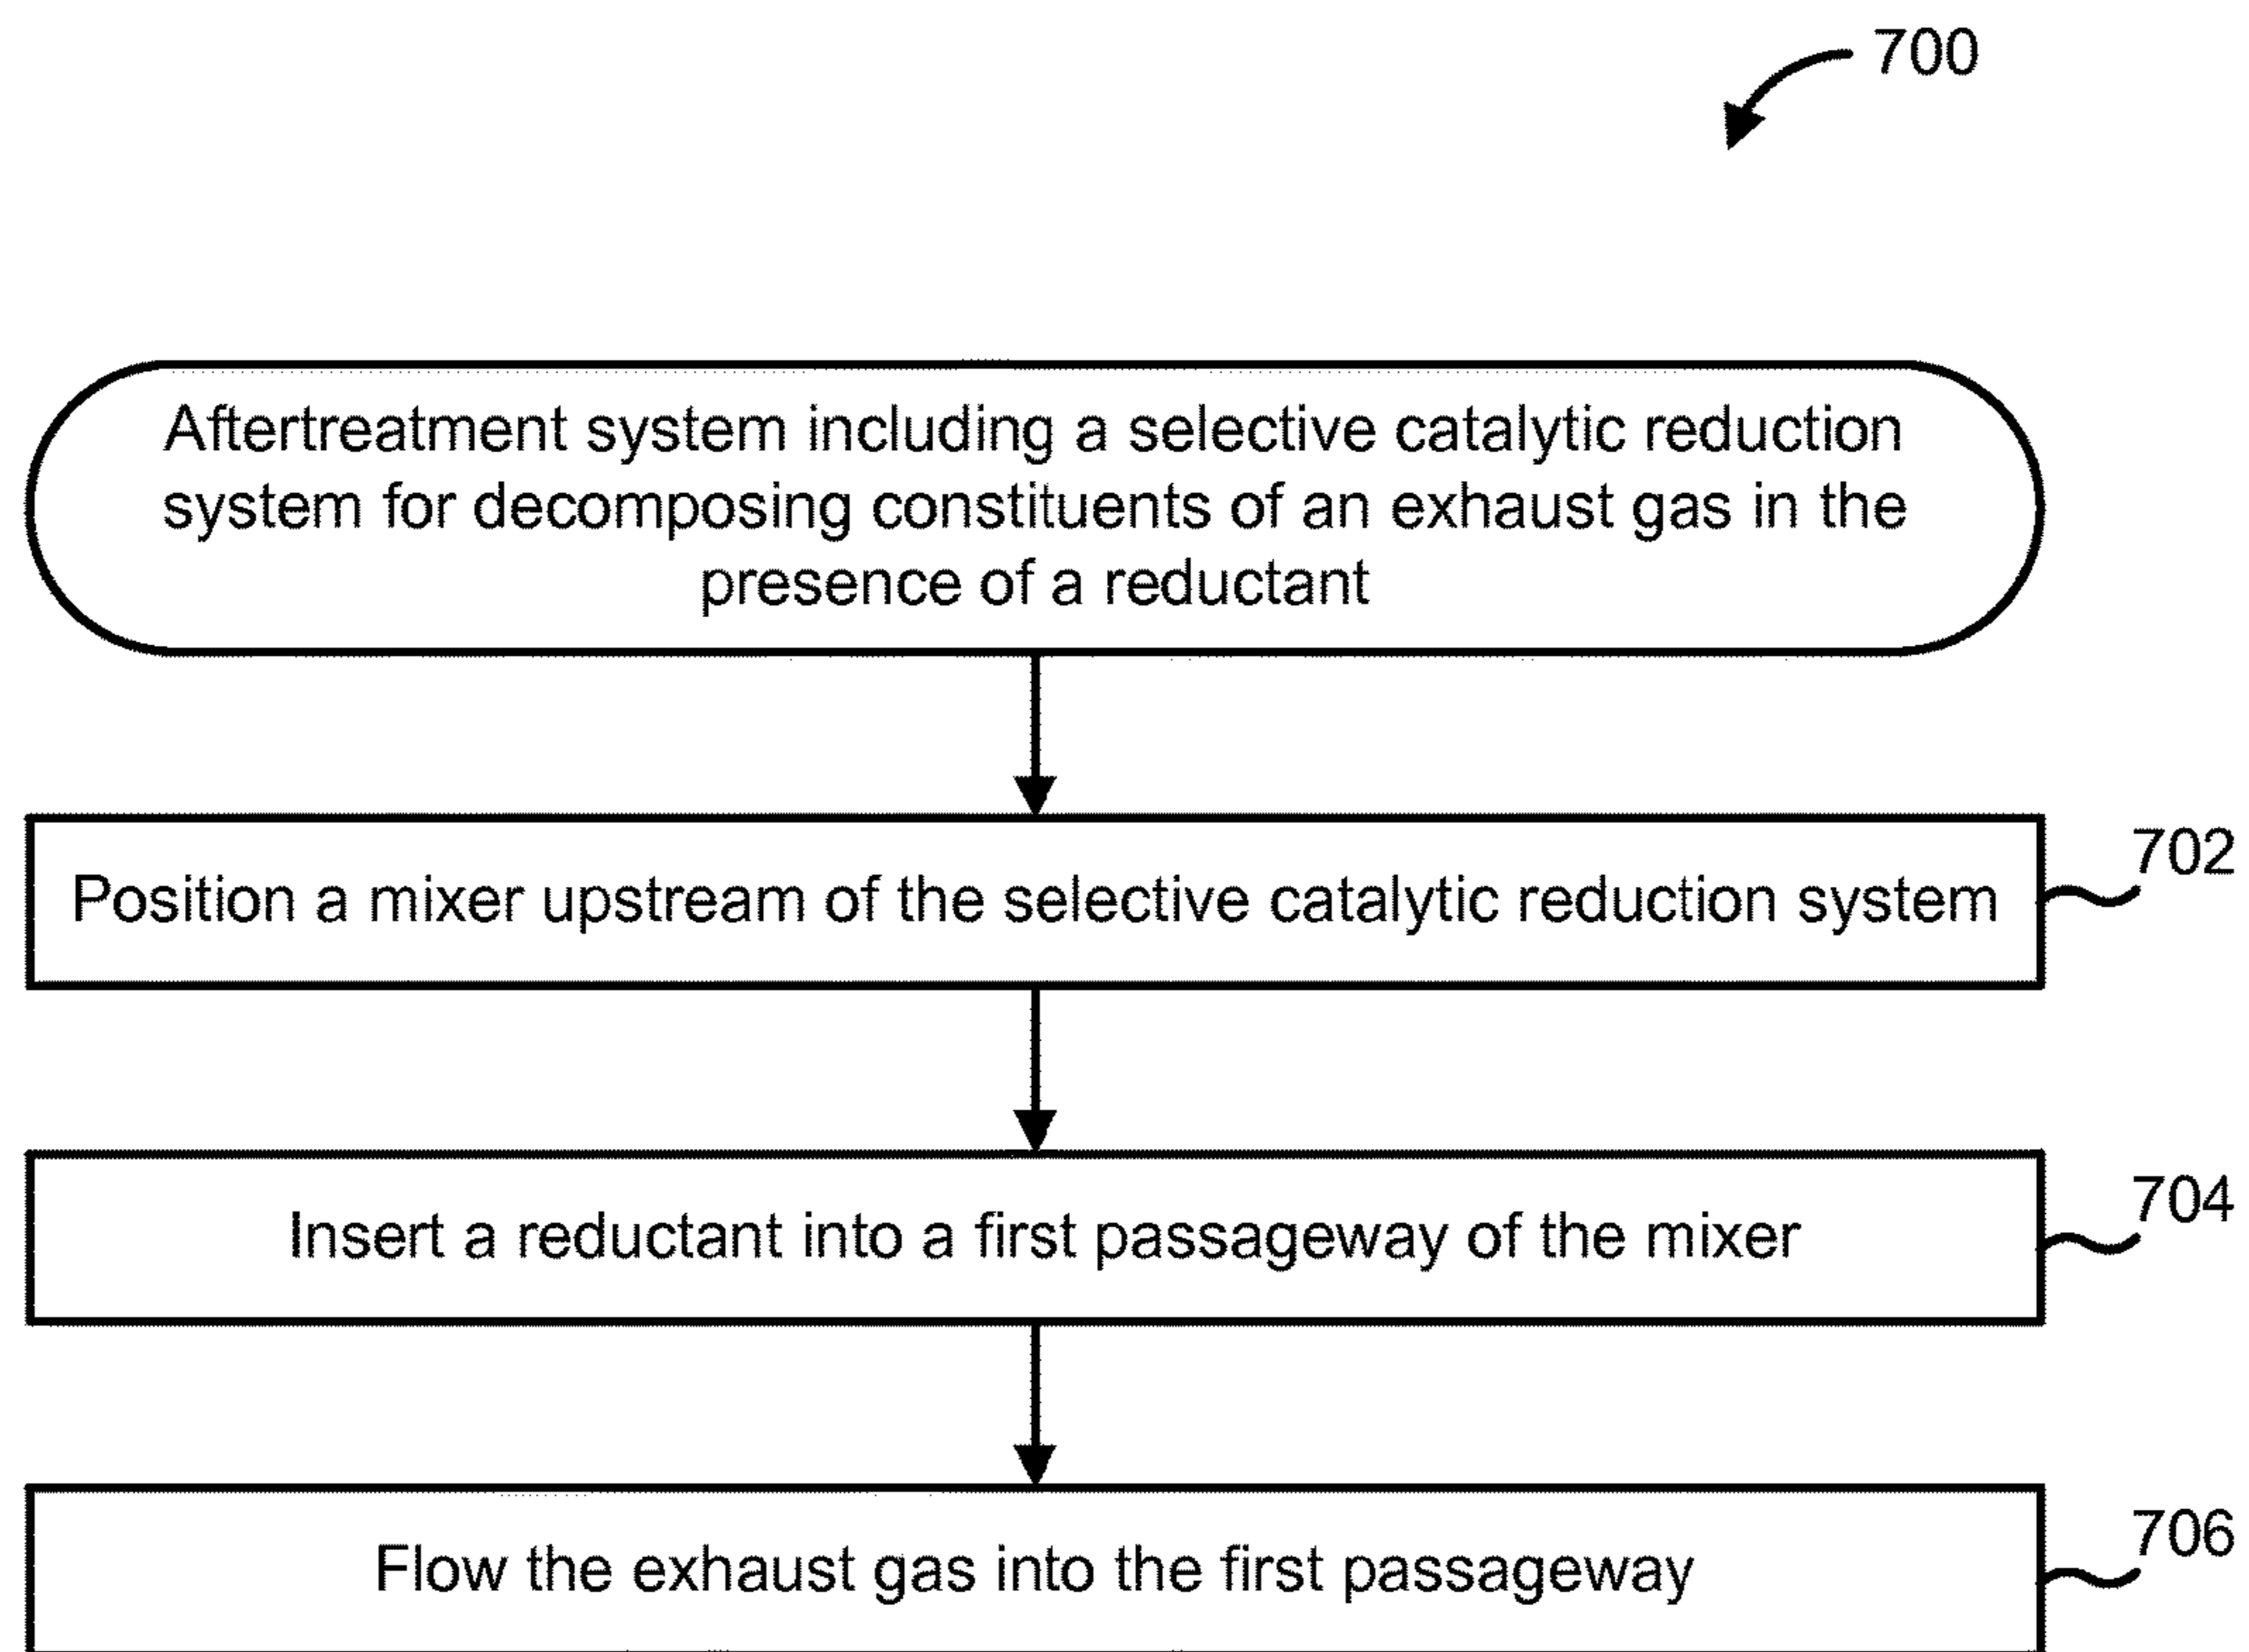 700
Aftertreatment system including a selective catalytic reduction
system for decomposing constituents of an exhaust gas in the
presence of a reductant
Position a mixer upstream of the selective catalytic reduction system
702
Insert a reductant into a first passageway of the mixer
704
Flow the exhaust gas into the first passageway
706